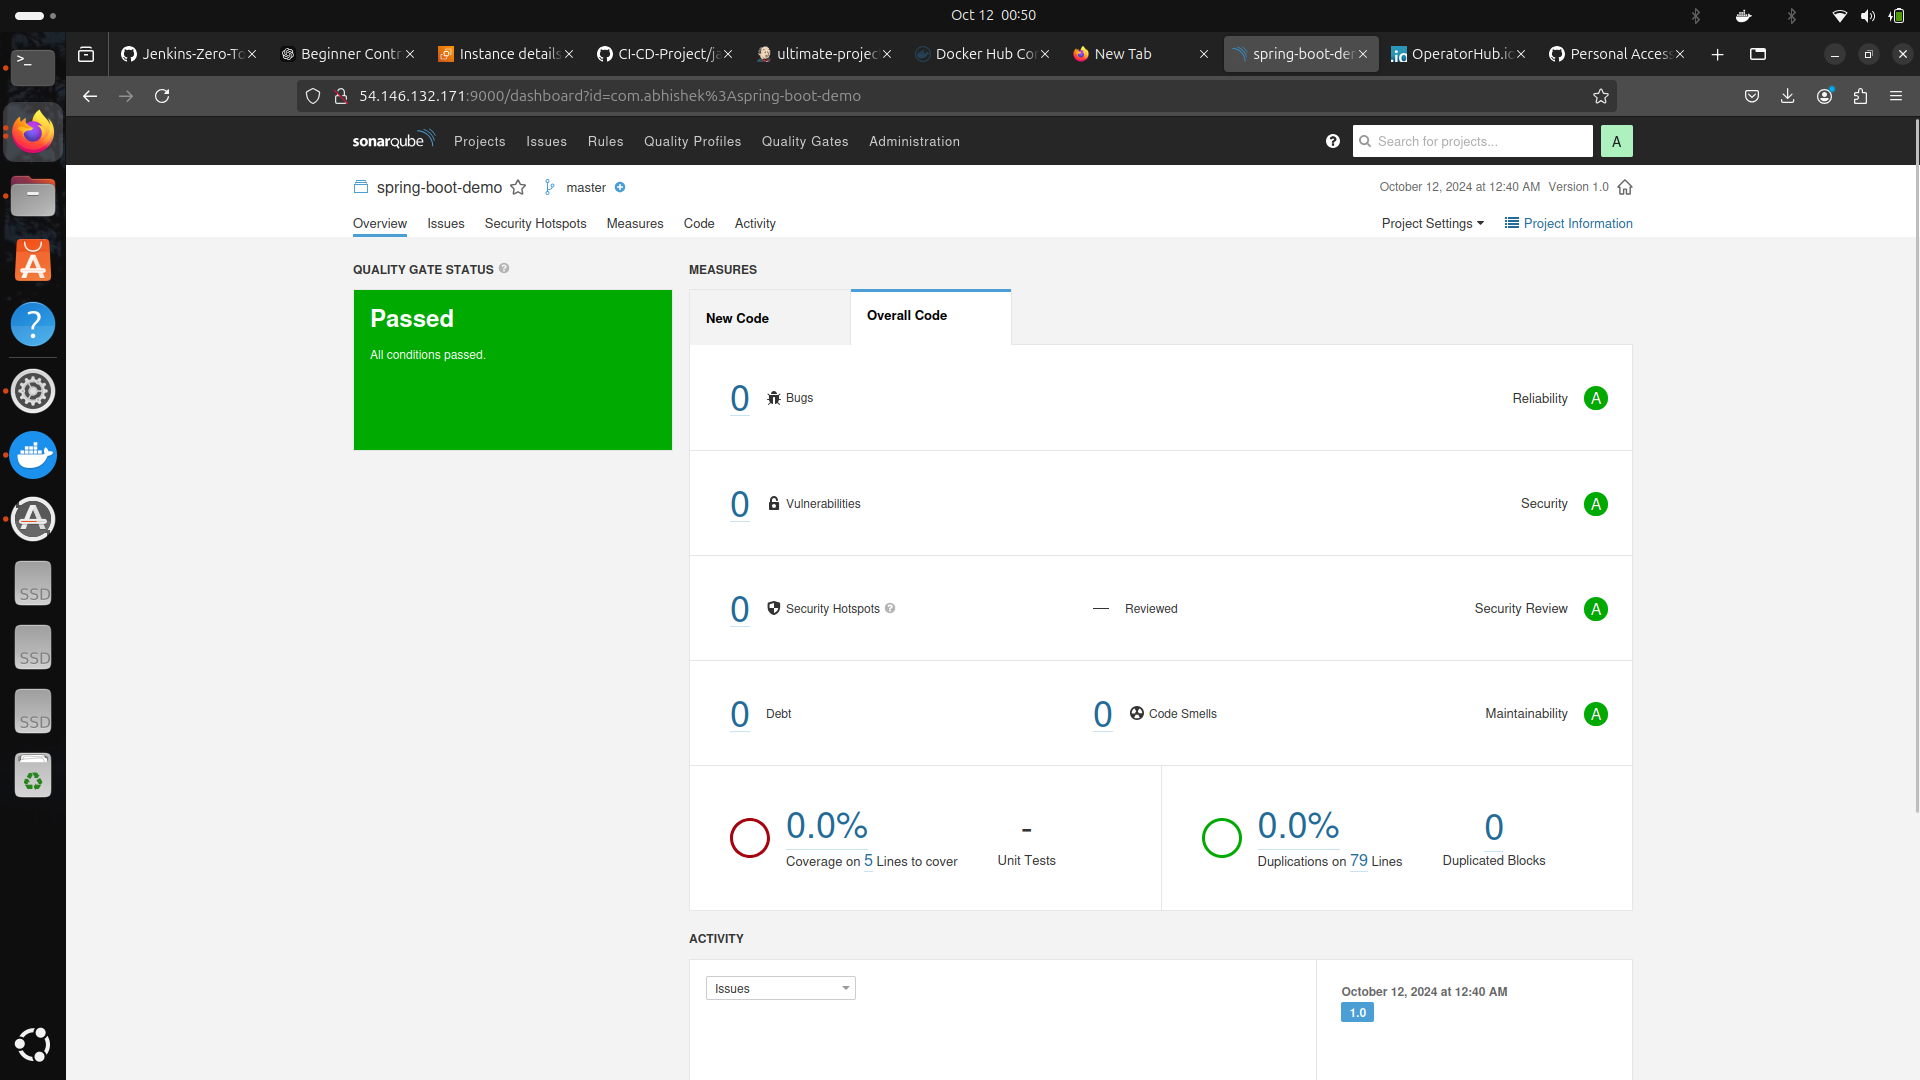 Oct 12 00:50
Jenkins-Zero-To
Beginner Contr
Instance details
CI-CD-Project/ja
ultimate-projec
Docker Hub Co
New Tab
spring-boot-de
OperatorHub.io
Personal Access
54.146.132.171:9000/dashboard?id=com.abhishek%3Aspring-boot-demo
sonarqube Projects Issues Rules Quality Profiles Quality Gates Administration
Search for projects...
A
spring-boot-demo master
October 12, 2024 at 12:40 AM Version 1.0
Overview Issues Security Hotspots Measures Code Activity
Project Settings Project Information
QUALITY GATE STATUS
Passed
All conditions passed.
MEASURES
New Code
Overall Code
0 Bugs Reliability A
0 Vulnerabilities Security A
0 Security Hotspots — Reviewed Security Review A
0 Debt 0 Code Smells Maintainability A
0.0%
Coverage on 5 Lines to cover
-
Unit Tests
0.0%
Duplications on 79 Lines
0
Duplicated Blocks
ACTIVITY
Issues
October 12, 2024 at 12:40 AM
1.0
SSD
SSD
SSD